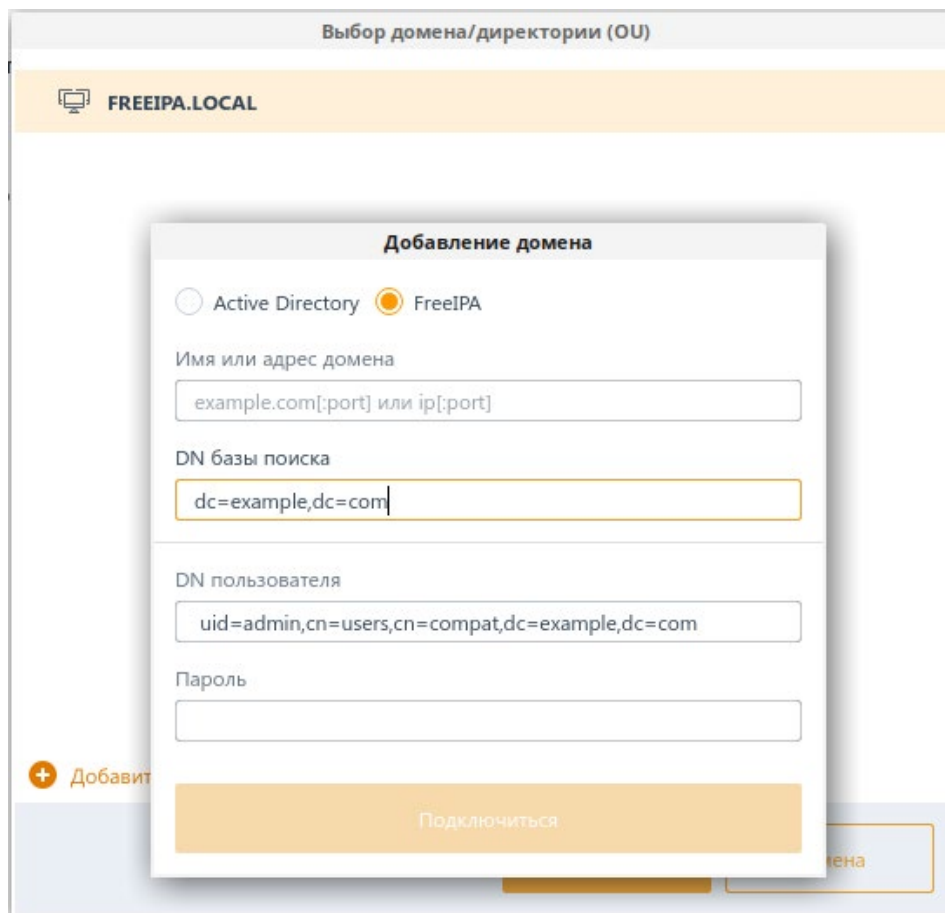 Выбор домена/директории (OU)
FREEIPA.LOCAL
Добавление домена
Active Directory FreeIPA
Имя или адрес домена
example.com[:port] или ip[:port]
DN базы поиска
dc=example,dc=com
DN пользователя
uid=admin,cn=users,cn=compat,dc=example,dc=com
Пароль
Подключиться